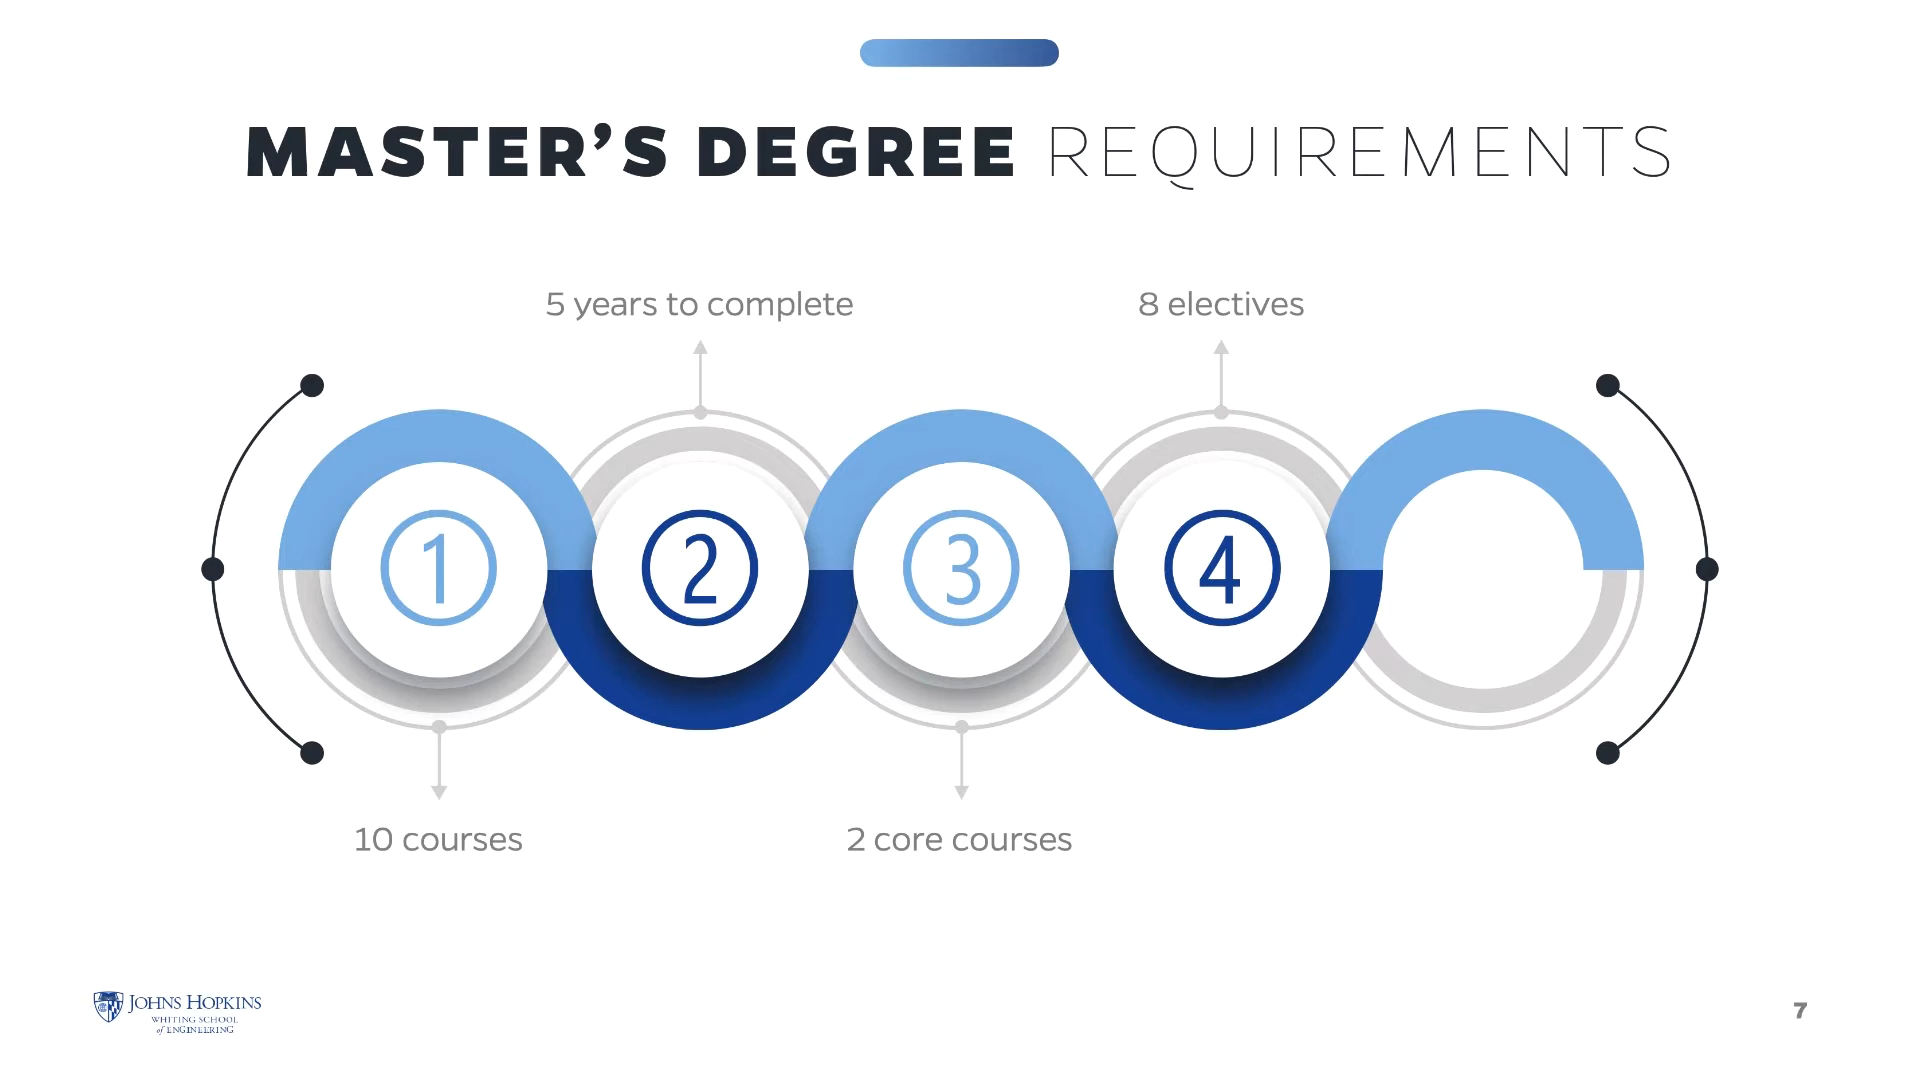 MASTER’S DEGREE REQUIREMENTS
5 years to complete
8 electives
1
2
3
4
10 courses
2 core courses
JOHNS HOPKINS
WHITING SCHOOL
of ENGINEERING
7